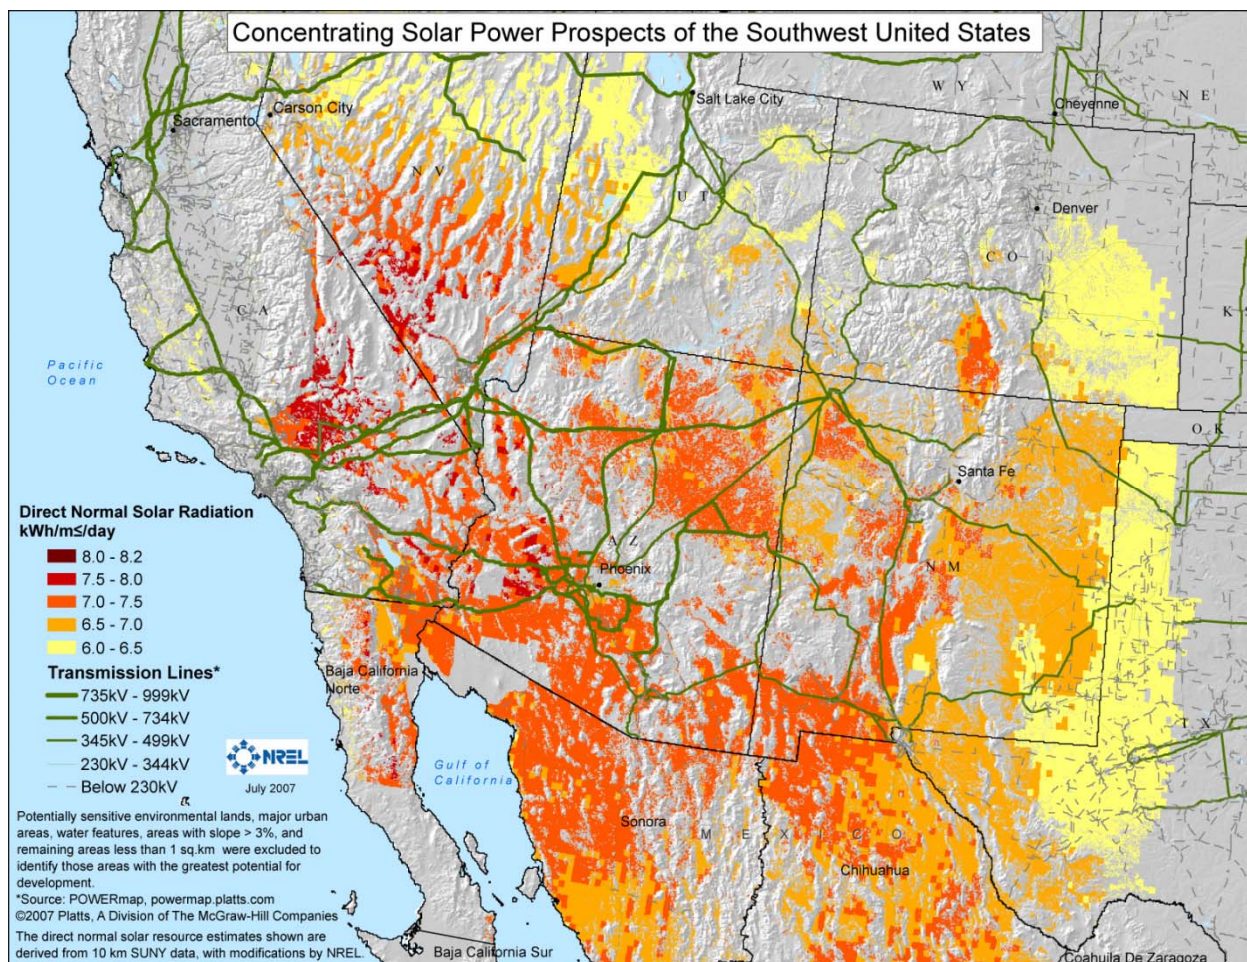 Concentrating Solar Power Prospects of the Southwest United States
Salt Lake City
W Y
Cheyenne
N E
Carson City
Sacramento
N V
U T
Denver
C O
C A
K S
Pacific
Ocean
O K
Santa Fe
A Z
Phoenix
N M
T X
Direct Normal Solar Radiation
kWh/m≤/day
8.0 - 8.2
7.5 - 8.0
7.0 - 7.5
6.5 - 7.0
6.0 - 6.5
Transmission Lines*
735kV - 999kV
500kV - 734kV
345kV - 499kV
230kV - 344kV
Below 230kV
Baja California
Norte
NREL
July 2007
Gulf of
California
Sonora
M E X I C O
Chihuahua
Potentially sensitive environmental lands, major urban
areas, water features, areas with slope > 3%, and
remaining areas less than 1 sq.km were excluded to
identify those areas with the greatest potential for
development.
*Source: POWERmap, powermap.platts.com
©2007 Platts, A Division of The McGraw-Hill Companies
The direct normal solar resource estimates shown are
derived from 10 km SUNY data, with modifications by NREL.
Baja California Sur
Coahuila De Zaragoza